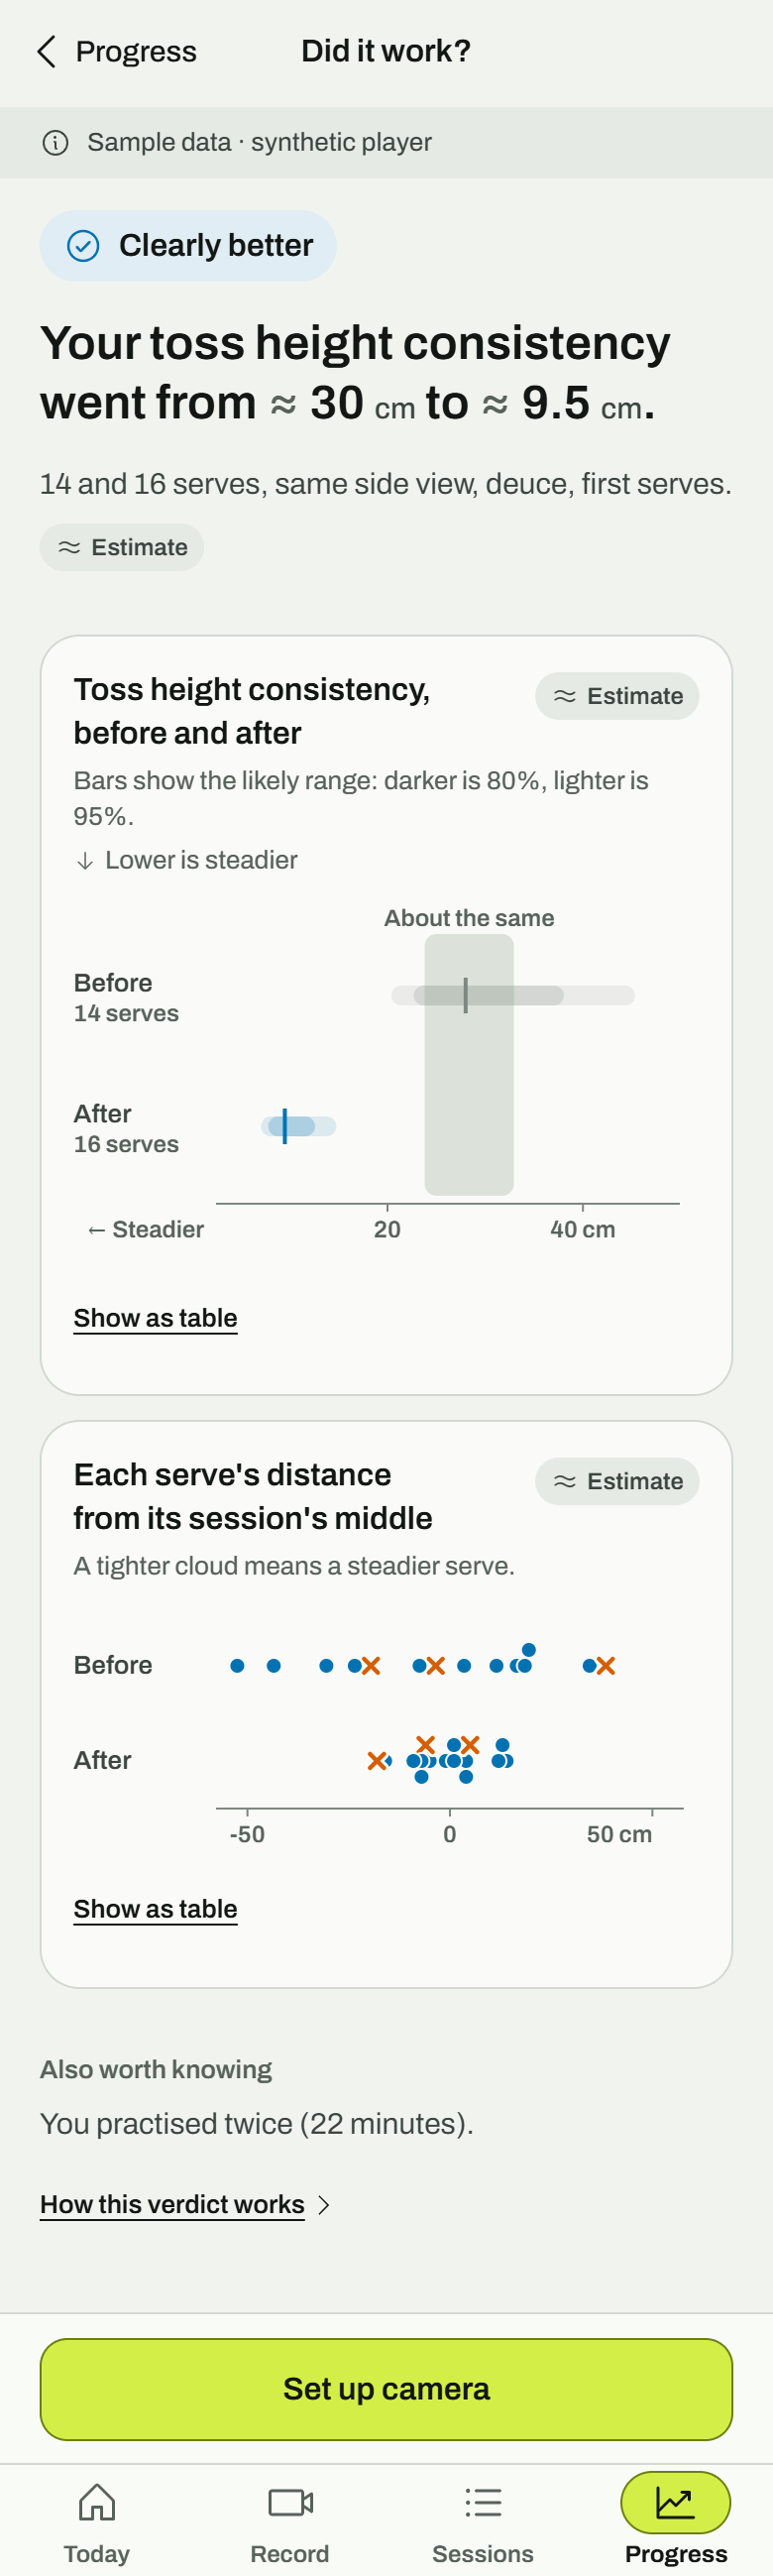 Progress
Did it work?
Sample data · synthetic player
Clearly better
Your toss height consistency
went from ≈ 30 cm to ≈ 9.5 cm.
14 and 16 serves, same side view, deuce, first serves.
≈ Estimate
Toss height consistency,
before and after
≈ Estimate
Bars show the likely range: darker is 80%, lighter is
95%.
↓ Lower is steadier
About the same
Before
14 serves
After
16 serves
← Steadier
20
40 cm
Show as table
Each serve's distance
from its session's middle
≈ Estimate
A tighter cloud means a steadier serve.
Before
After
-50
0
50 cm
Show as table
Also worth knowing
You practised twice (22 minutes).
How this verdict works
Set up camera
Today
Record
Sessions
Progress